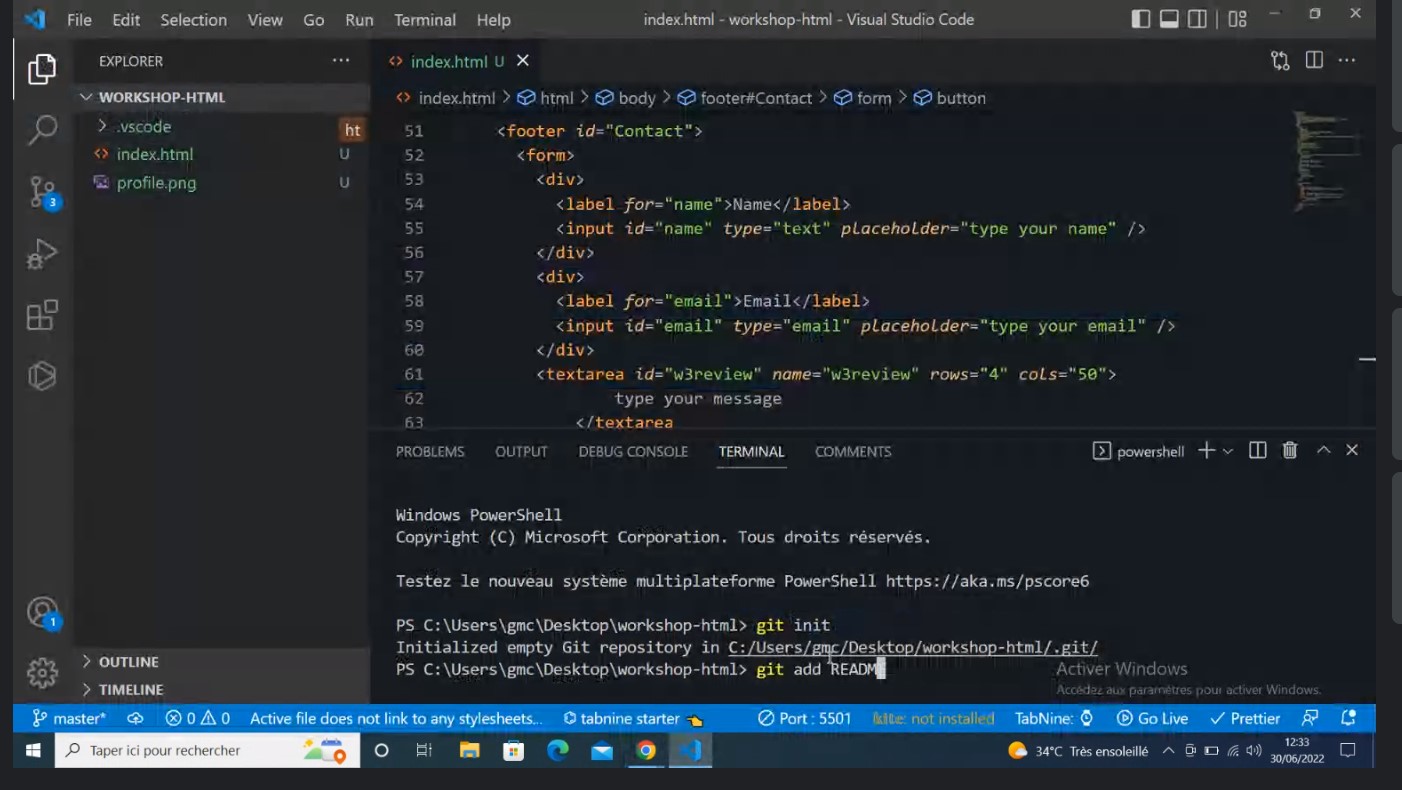 File Edit Selection View Go Run Terminal Help index.html - workshop-html - Visual Studio Code
EXPLORER
WORKSHOP-HTML
.vscode
ht
index.html U
profile.png U
3
1
OUTLINE
TIMELINE
index.html U
index.html > html > body > footer#Contact > form > button
51 <footer id="Contact">
52 <form>
53 <div>
54 <label for="name">Name</label>
55 <input id="name" type="text" placeholder="type your name" />
56 </div>
57 <div>
58 <label for="email">Email</label>
59 <input id="email" type="email" placeholder="type your email" />
60 </div>
61 <textarea id="w3review" name="w3review" rows="4" cols="50">
62 type your message
63 </textarea
PROBLEMS OUTPUT DEBUG CONSOLE TERMINAL COMMENTS powershell
Windows PowerShell
Copyright (C) Microsoft Corporation. Tous droits réservés.
Testez le nouveau système multiplateforme PowerShell https://aka.ms/pscore6
PS C:\Users\gmc\Desktop\workshop-html> git init
Initialized empty Git repository in C:/Users/gmc/Desktop/workshop-html/.git/
PS C:\Users\gmc\Desktop\workshop-html> git add README
Activer Windows
Accédez aux paramètres pour activer Windows.
master* 0 0 Active file does not link to any stylesheets... tabnine starter Port : 5501 kite: not installed TabNine: Go Live Prettier
Taper ici pour rechercher 34°C Très ensoleillé 12:33
30/06/2022